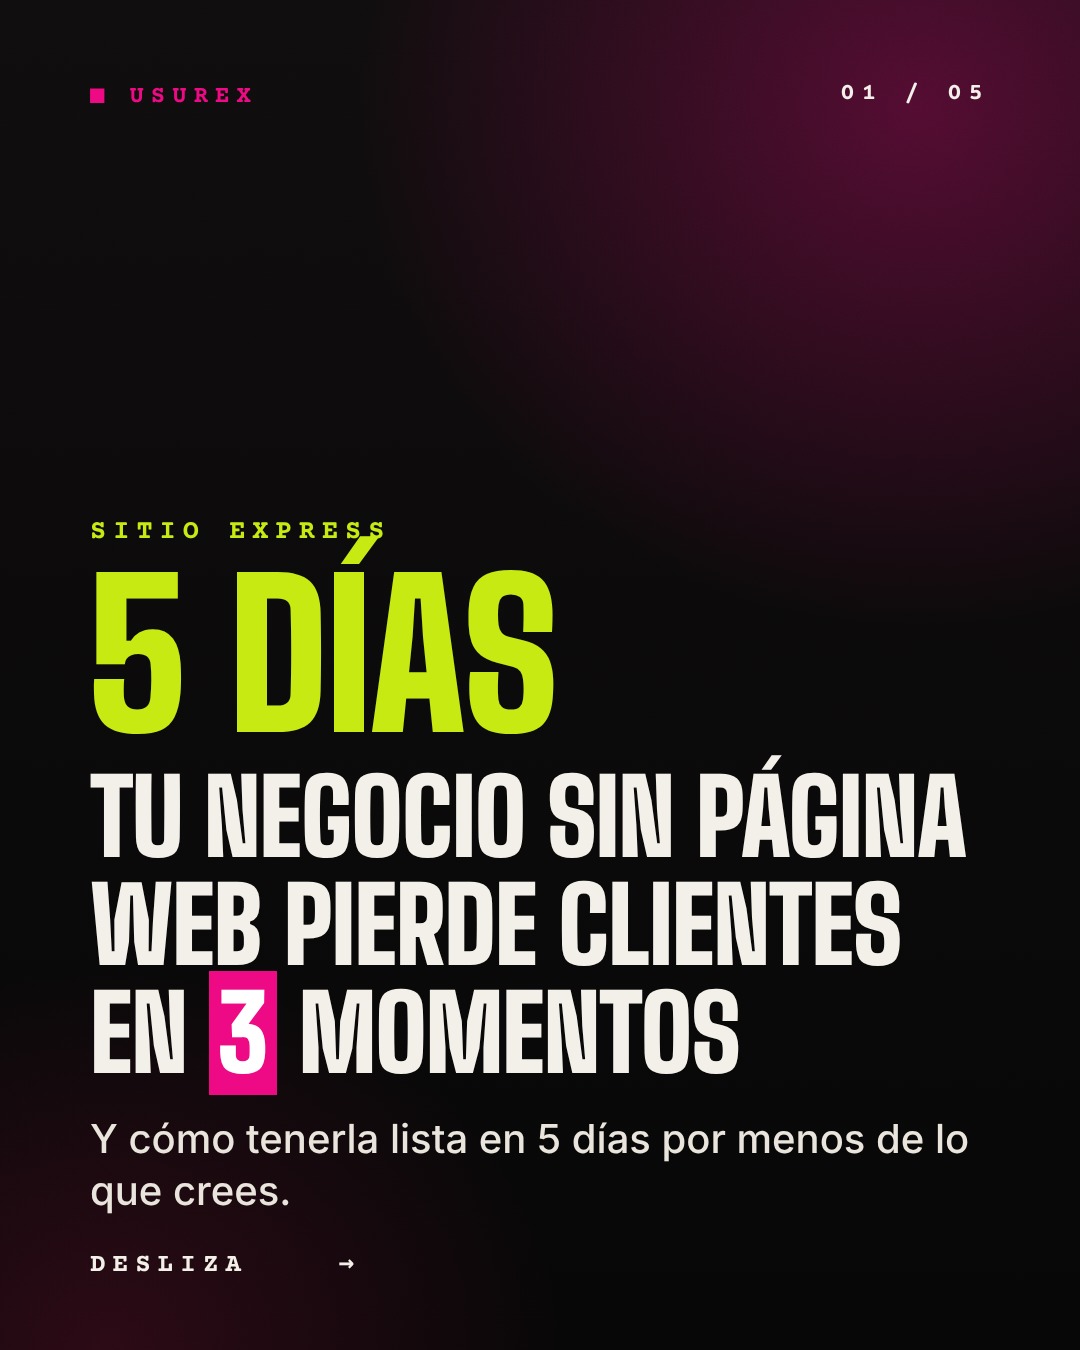 ■ USUREX
01 / 05
SITIO EXPRESS
5 DÍAS
TU NEGOCIO SIN PÁGINA
WEB PIERDE CLIENTES
EN 3 MOMENTOS
Y cómo tenerla lista en 5 días por menos de lo
que crees.
DESLIZA →